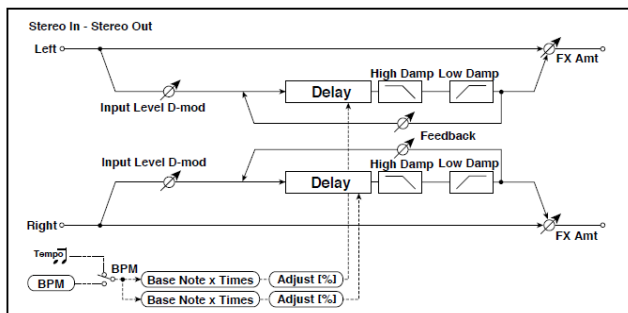 Stereo In - Stereo Out
Left
FX Amt
High Damp
Low Damp
Delay
Input Level D-mod
Feedback
Input Level D-mod
High Damp
Low Damp
Delay
Right
FX Amt
Tempo
BPM
BPM
Base Note x Times
Adjust [%]
Base Note x Times
Adjust [%]